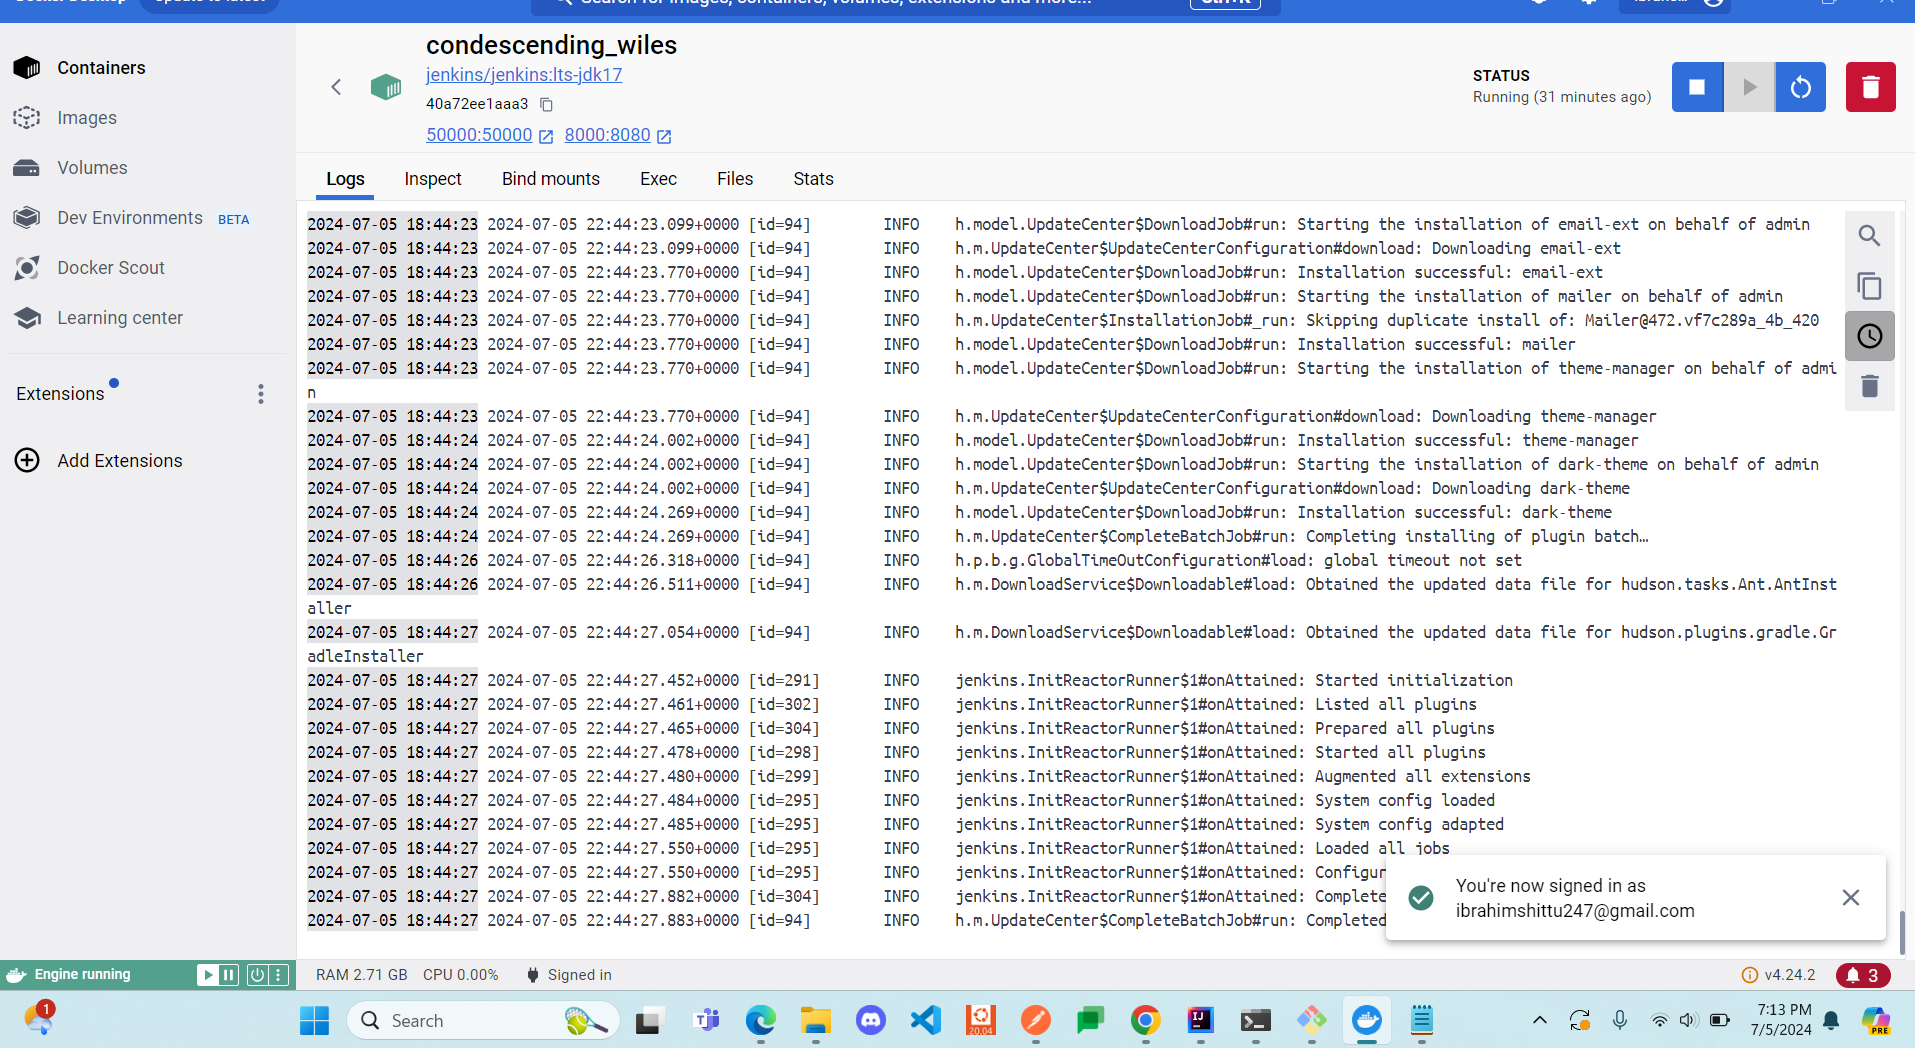 condescending_wiles
jenkins/jenkins:lts-jdk17
40a72ee1aaa3
50000:50000 8000:8080
STATUS
Running (31 minutes ago)
Containers
Images
Volumes
Dev Environments BETA
Docker Scout
Learning center
Extensions
Add Extensions
Logs Inspect Bind mounts Exec Files Stats
2024-07-05 18:44:23 2024-07-05 22:44:23.099+0000 [id=94] INFO h.model.UpdateCenter$DownloadJob#run: Starting the installation of email-ext on behalf of admin
2024-07-05 18:44:23 2024-07-05 22:44:23.099+0000 [id=94] INFO h.m.UpdateCenter$UpdateCenterConfiguration#download: Downloading email-ext
2024-07-05 18:44:23 2024-07-05 22:44:23.770+0000 [id=94] INFO h.model.UpdateCenter$DownloadJob#run: Installation successful: email-ext
2024-07-05 18:44:23 2024-07-05 22:44:23.770+0000 [id=94] INFO h.model.UpdateCenter$DownloadJob#run: Starting the installation of mailer on behalf of admin
2024-07-05 18:44:23 2024-07-05 22:44:23.770+0000 [id=94] INFO h.m.UpdateCenter$InstallationJob#_run: Skipping duplicate install of: Mailer@472.vf7c289a_4b_420
2024-07-05 18:44:23 2024-07-05 22:44:23.770+0000 [id=94] INFO h.model.UpdateCenter$DownloadJob#run: Installation successful: mailer
2024-07-05 18:44:23 2024-07-05 22:44:23.770+0000 [id=94] INFO h.model.UpdateCenter$DownloadJob#run: Starting the installation of theme-manager on behalf of admi
n
2024-07-05 18:44:23 2024-07-05 22:44:23.770+0000 [id=94] INFO h.m.UpdateCenter$UpdateCenterConfiguration#download: Downloading theme-manager
2024-07-05 18:44:24 2024-07-05 22:44:24.002+0000 [id=94] INFO h.model.UpdateCenter$DownloadJob#run: Installation successful: theme-manager
2024-07-05 18:44:24 2024-07-05 22:44:24.002+0000 [id=94] INFO h.model.UpdateCenter$DownloadJob#run: Starting the installation of dark-theme on behalf of admin
2024-07-05 18:44:24 2024-07-05 22:44:24.002+0000 [id=94] INFO h.m.UpdateCenter$UpdateCenterConfiguration#download: Downloading dark-theme
2024-07-05 18:44:24 2024-07-05 22:44:24.269+0000 [id=94] INFO h.model.UpdateCenter$DownloadJob#run: Installation successful: dark-theme
2024-07-05 18:44:24 2024-07-05 22:44:24.269+0000 [id=94] INFO h.m.UpdateCenter$CompleteBatchJob#run: Completing installing of plugin batch…
2024-07-05 18:44:26 2024-07-05 22:44:26.318+0000 [id=94] INFO h.p.b.g.GlobalTimeOutConfiguration#load: global timeout not set
2024-07-05 18:44:26 2024-07-05 22:44:26.511+0000 [id=94] INFO h.m.DownloadService$Downloadable#load: Obtained the updated data file for hudson.tasks.Ant.AntInst
aller
2024-07-05 18:44:27 2024-07-05 22:44:27.054+0000 [id=94] INFO h.m.DownloadService$Downloadable#load: Obtained the updated data file for hudson.plugins.gradle.Gr
adleInstaller
2024-07-05 18:44:27 2024-07-05 22:44:27.452+0000 [id=291] INFO jenkins.InitReactorRunner$1#onAttained: Started initialization
2024-07-05 18:44:27 2024-07-05 22:44:27.461+0000 [id=302] INFO jenkins.InitReactorRunner$1#onAttained: Listed all plugins
2024-07-05 18:44:27 2024-07-05 22:44:27.465+0000 [id=304] INFO jenkins.InitReactorRunner$1#onAttained: Prepared all plugins
2024-07-05 18:44:27 2024-07-05 22:44:27.478+0000 [id=298] INFO jenkins.InitReactorRunner$1#onAttained: Started all plugins
2024-07-05 18:44:27 2024-07-05 22:44:27.480+0000 [id=299] INFO jenkins.InitReactorRunner$1#onAttained: Augmented all extensions
2024-07-05 18:44:27 2024-07-05 22:44:27.484+0000 [id=295] INFO jenkins.InitReactorRunner$1#onAttained: System config loaded
2024-07-05 18:44:27 2024-07-05 22:44:27.485+0000 [id=295] INFO jenkins.InitReactorRunner$1#onAttained: System config adapted
2024-07-05 18:44:27 2024-07-05 22:44:27.550+0000 [id=295] INFO jenkins.InitReactorRunner$1#onAttained: Loaded all jobs
2024-07-05 18:44:27 2024-07-05 22:44:27.550+0000 [id=295] INFO jenkins.InitReactorRunner$1#onAttained: Configur
2024-07-05 18:44:27 2024-07-05 22:44:27.882+0000 [id=304] INFO jenkins.InitReactorRunner$1#onAttained: Complete
2024-07-05 18:44:27 2024-07-05 22:44:27.883+0000 [id=94] INFO h.m.UpdateCenter$CompleteBatchJob#run: Completed
You're now signed in as
ibrahimshittu247@gmail.com
Engine running
RAM 2.71 GB CPU 0.00% Signed in
v4.24.2 3
1
Search
20.04
7:13 PM
7/5/2024
PRE